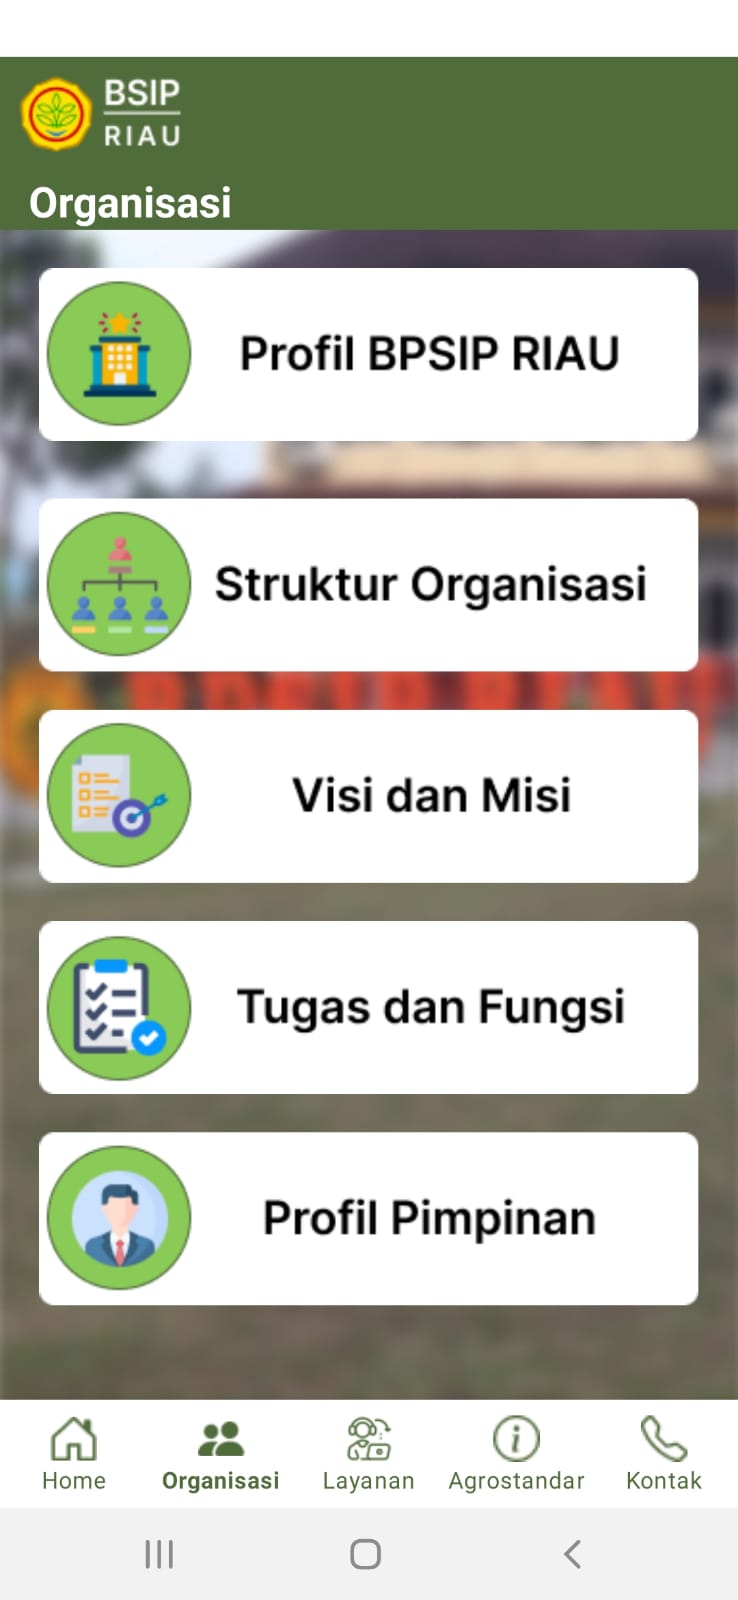 BSIP
RIAU
Organisasi
Profil BPSIP RIAU
Struktur Organisasi
Visi dan Misi
Tugas dan Fungsi
Profil Pimpinan
Home
Organisasi
Layanan
Agrostandar
Kontak